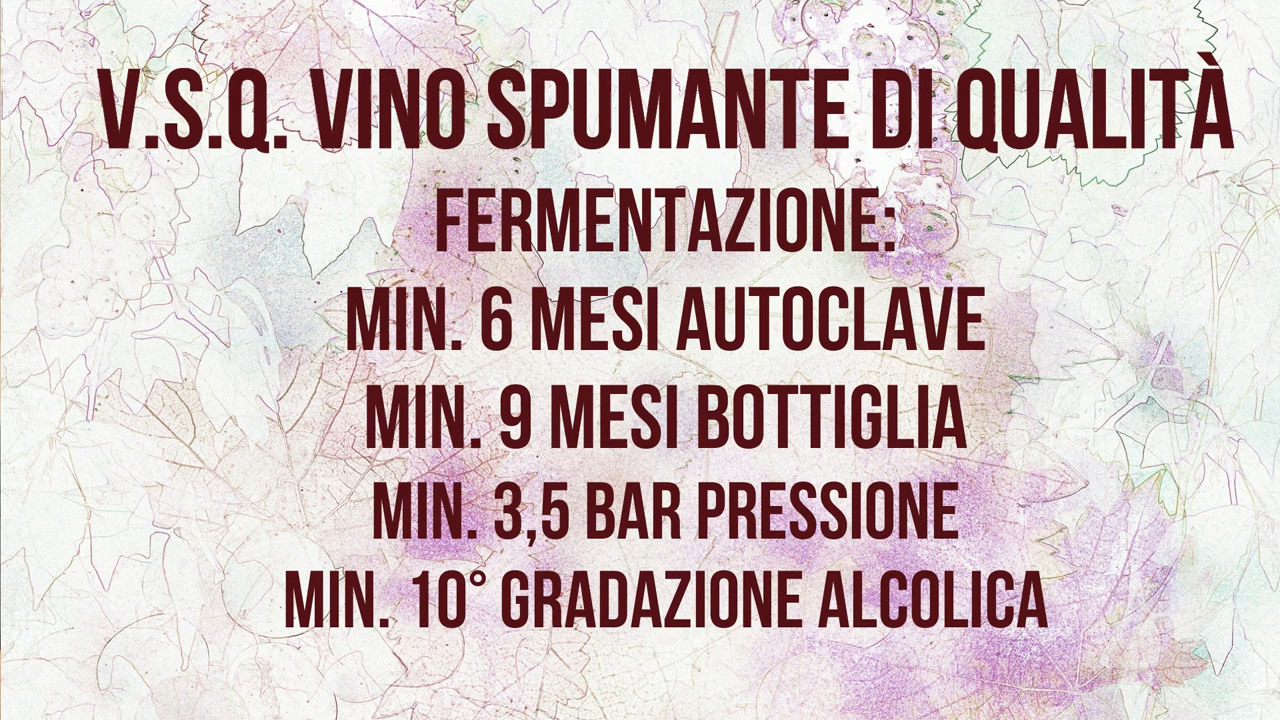 V.S.Q. VINO SPUMANTE DI QUALITÀ
FERMENTAZIONE:
MIN. 6 MESI AUTOCLAVE
MIN. 9 MESI BOTTIGLIA
MIN. 3,5 BAR PRESSIONE
MIN. 10° GRADAZIONE ALCOLICA